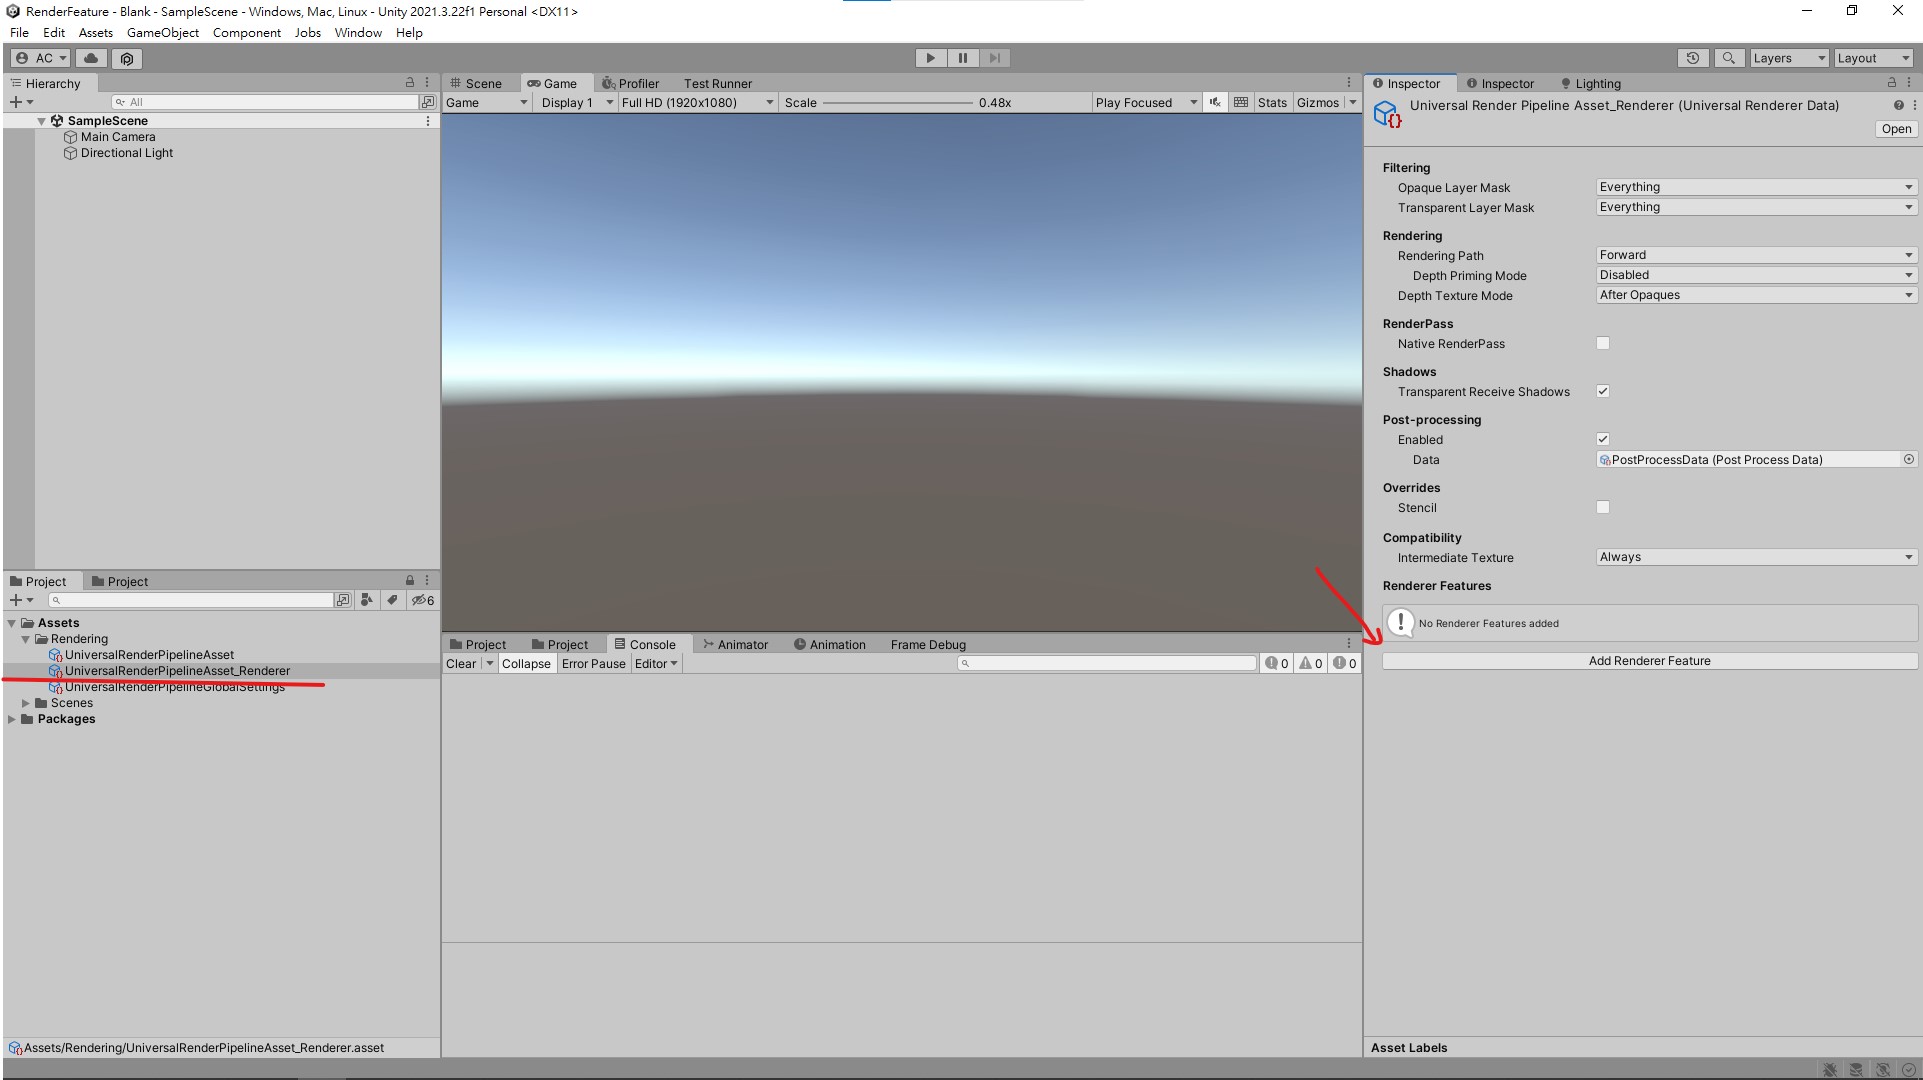 RenderFeature - Blank - SampleScene - Windows, Mac, Linux - Unity 2021.3.22f1 Personal <DX11>
File Edit Assets GameObject Component Jobs Window Help
AC
Layers
Layout
Hierarchy
All
SampleScene
Main Camera
Directional Light
Scene Game Profiler Test Runner
Game Display 1 Full HD (1920x1080) Scale 0.48x Play Focused Stats Gizmos
Inspector Inspector Lighting
Universal Render Pipeline Asset_Renderer (Universal Renderer Data)
Open
Filtering
Opaque Layer Mask Everything
Transparent Layer Mask Everything
Rendering
Rendering Path Forward
Depth Priming Mode Disabled
Depth Texture Mode After Opaques
RenderPass
Native RenderPass
Shadows
Transparent Receive Shadows
Post-processing
Enabled
Data PostProcessData (Post Process Data)
Overrides
Stencil
Compatibility
Intermediate Texture Always
Renderer Features
No Renderer Features added
Add Renderer Feature
Asset Labels
Project Project
6
Assets
Rendering
UniversalRenderPipelineAsset
UniversalRenderPipelineAsset_Renderer
UniversalRenderPipelineGlobalSettings
Scenes
Packages
Assets/Rendering/UniversalRenderPipelineAsset_Renderer.asset
Project Project Console Animator Animation Frame Debug
Clear Collapse Error Pause Editor 0 0 0